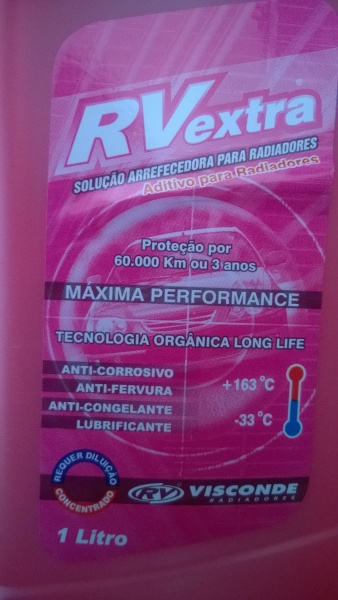 RVextra
SOLUÇÃO ARREFECEDORA PARA RADIADORES
Aditivo para Radiadores
Proteção por
60.000 Km ou 3 anos
MÁXIMA PERFORMANCE
TECNOLOGIA ORGÂNICA LONG LIFE
ANTI-CORROSIVO
ANTI-FERVURA
+163 °C
ANTI-CONGELANTE
LUBRIFICANTE
-33 °C
REQUER DILUIÇÃO
CONCENTRADO
RV VISCONDE
RADIADORES
1 Litro